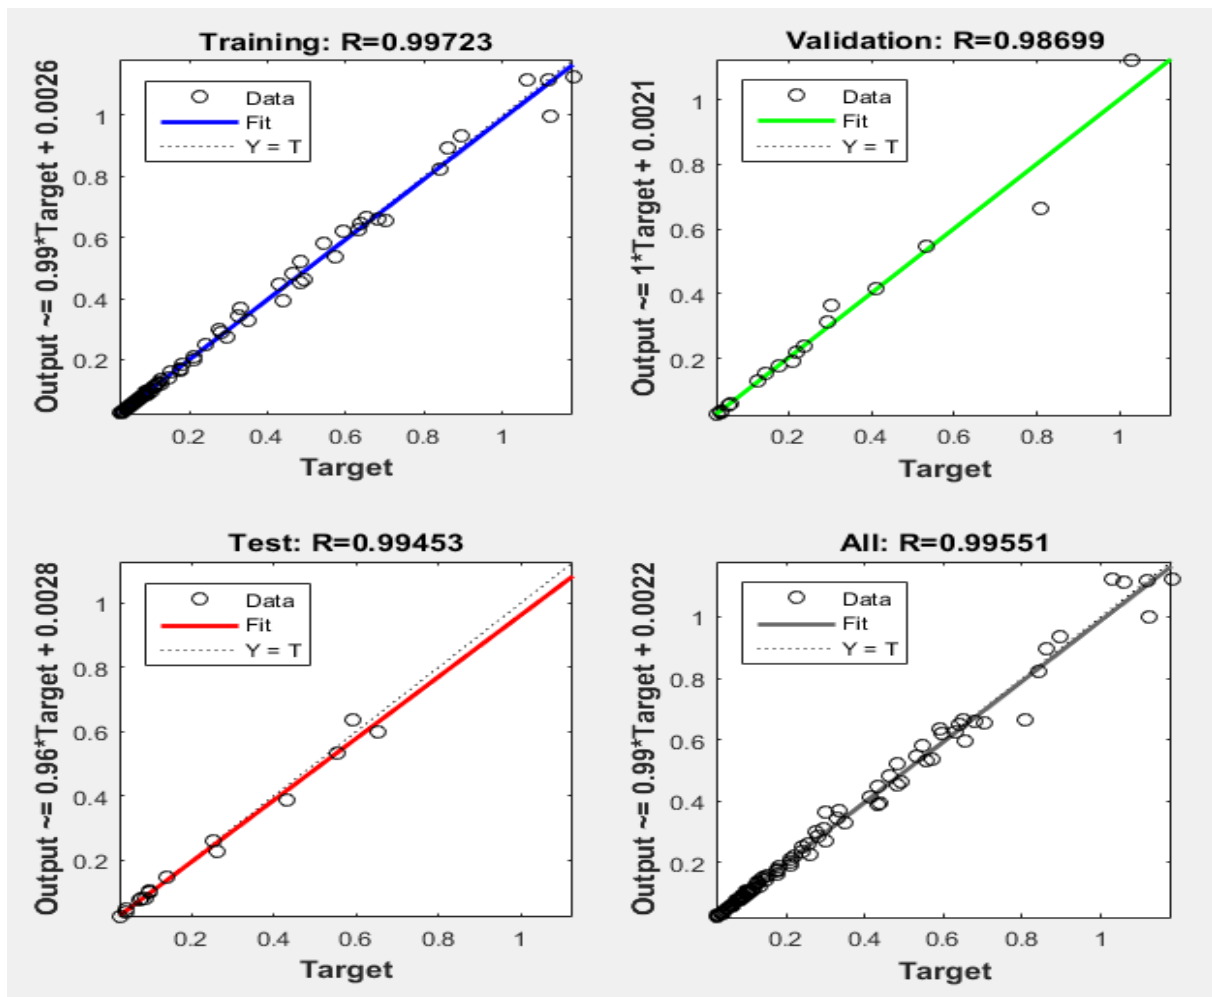 Training: R=0.99723
Output ~= 0.99*Target + 0.0026
Data
Fit
Y = T
1
0.8
0.6
0.4
0.2
0.2 0.4 0.6 0.8 1
Target
Validation: R=0.98699
Output ~= 1*Target + 0.0021
Data
Fit
Y = T
1
0.8
0.6
0.4
0.2
0.2 0.4 0.6 0.8 1
Target
Test: R=0.99453
Output ~= 0.96*Target + 0.0028
Data
Fit
Y = T
1
0.8
0.6
0.4
0.2
0.2 0.4 0.6 0.8 1
Target
All: R=0.99551
Output ~= 0.99*Target + 0.0022
Data
Fit
Y = T
1
0.8
0.6
0.4
0.2
0.2 0.4 0.6 0.8 1
Target